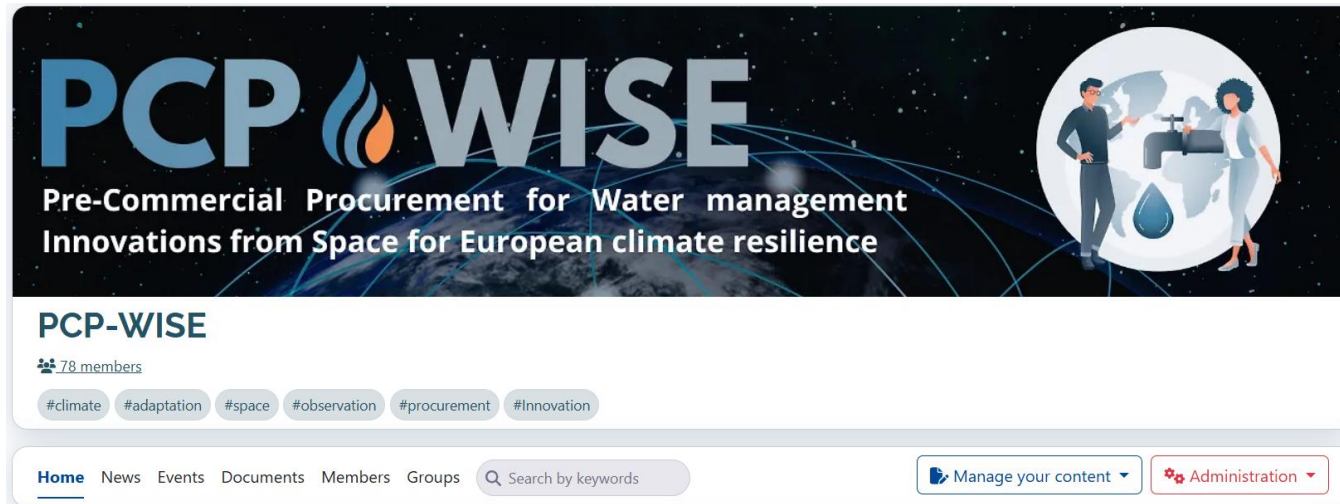 PCP WISE
Pre-Commercial Procurement for Water management
Innovations from Space for European climate resilience
PCP-WISE
78 members
#climate #adaptation #space #observation #procurement #Innovation
Home News Events Documents Members Groups Search by keywords Manage your content Administration